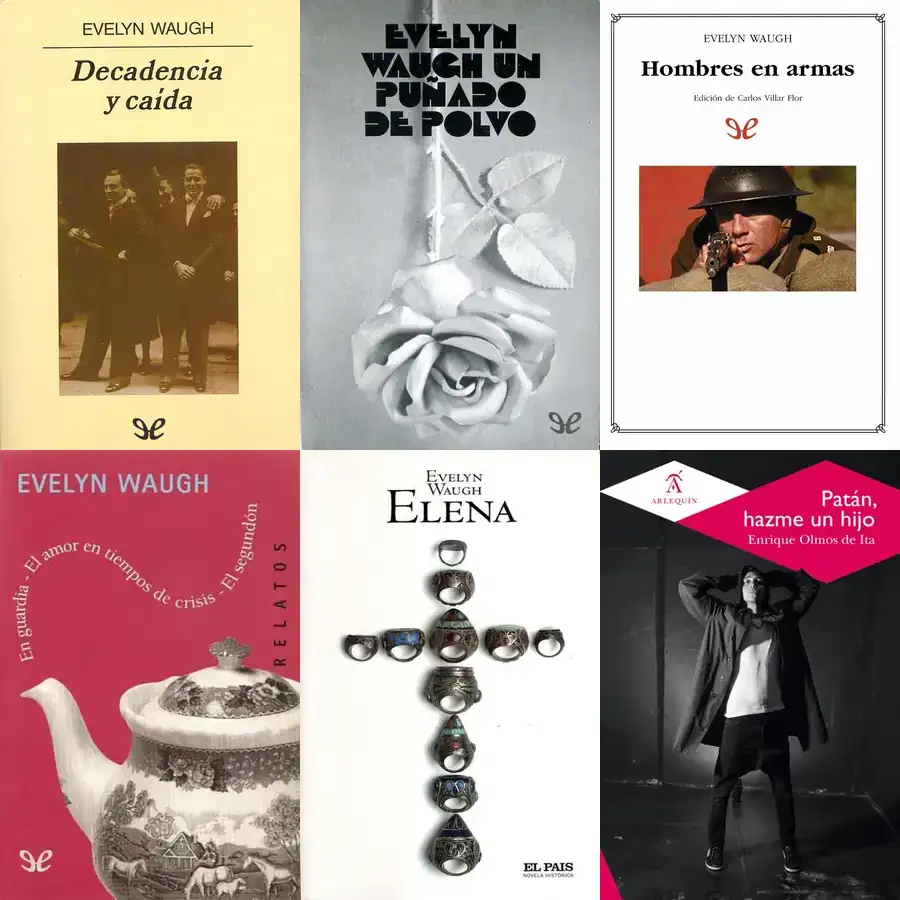 EVELYN WAUGH
Decadencia
y caída
EVELYN
WAUGH UN
PUÑADO
DE POLVO
EVELYN WAUGH
Hombres en armas
Edición de Carlos Villar Flor
EVELYN WAUGH
En guardia - El amor en tiempos de crisis - El segundón
RELATOS
EVELYN
WAUGH
ELENA
EL PAIS
NOVELA HISTÓRICA
ARLEQUÍN
Patán,
hazme un hijo
Enrique Olmos de Ita